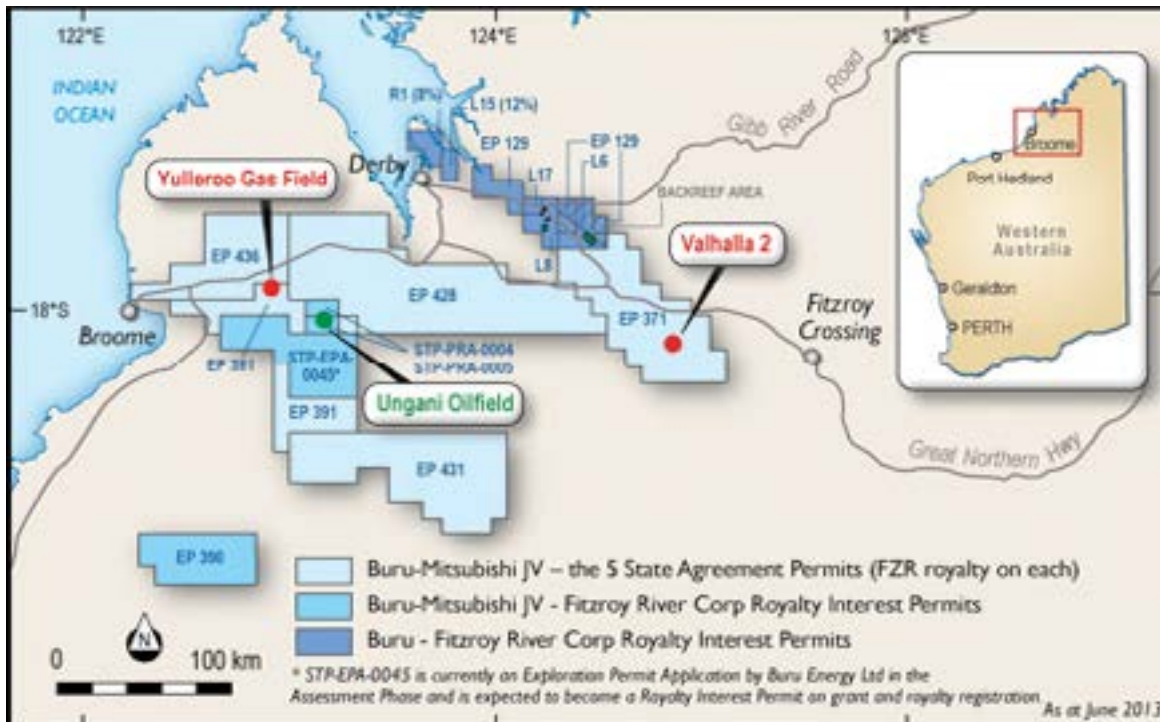 122°E
124°E
INDIAN
OCEAN
R1 (8%)
L15 (12%)
EP 129
EP 129
L6
L17
BACKREEF AREA
Gibb River Road
Derby
Yulleroo Gas Field
Valhalla 2
EP 436
L8
EP 428
EP 371
18°S
Broome
Fitzroy
Crossing
EP 391
STP-EPA-
0045*
STP-PRA-0004
STP-PRA-0005
Ungani Oilfield
EP 391
EP 431
Great Northern Hwy
EP 390
Broome
Port Hedland
Western
Australia
Geraldton
PERTH
Buru-Mitsubishi JV – the 5 State Agreement Permits (FZR royalty on each)
Buru-Mitsubishi JV - Fitzroy River Corp Royalty Interest Permits
Buru - Fitzroy River Corp Royalty Interest Permits
N
0 100 km
* STP-EPA-0045 is currently an Exploration Permit Application by Buru Energy Ltd in the
Assessment Phase and is expected to become a Royalty Interest Permit on grant and royalty registration
As at June 2013